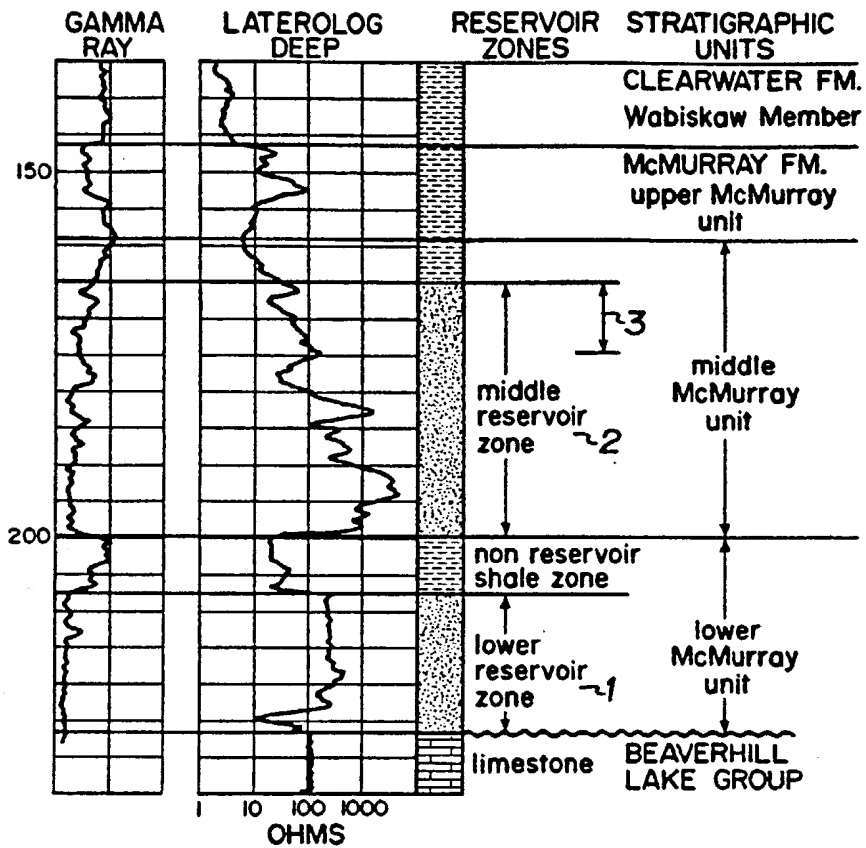 GAMMA RAY
LATEROLOG DEEP
RESERVOIR ZONES
STRATIGRAPHIC UNITS
CLEARWATER FM.
Wabiskaw Member
150
McMURRAY FM.
upper McMurray
unit
3
middle
reservoir
zone
2
middle
McMurray
unit
200
non reservoir
shale zone
lower
reservoir
zone
1
lower
McMurray
unit
limestone
BEAVERHILL
LAKE GROUP
1 10 100 1000
OHMS